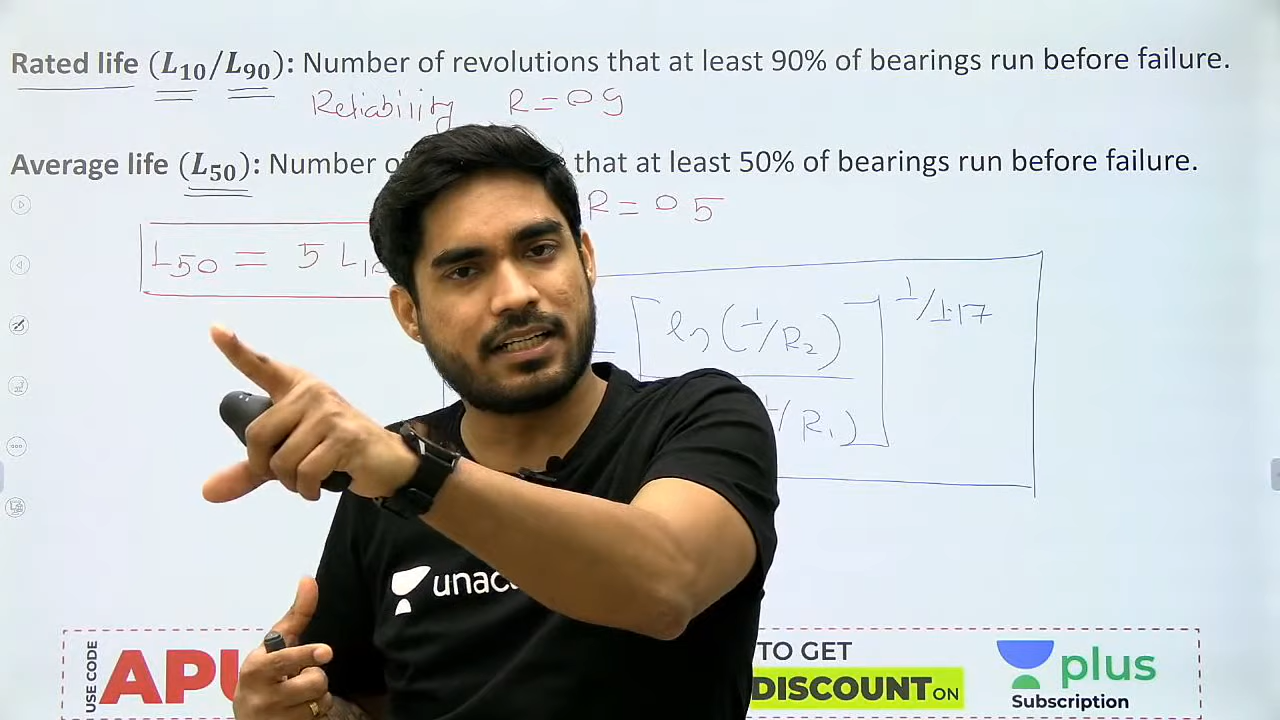 Rated life (L10/L90): Number of revolutions that at least 90% of bearings run before failure.
Reliability R = 0 9
Average life (L50): Number of that at least 50% of bearings run before failure.
R = 0 5
L50 = 5 L10
= [ ln(1/R2)
/R1) ] 1/1.17
unac
USE CODE
APU
TO GET
DISCOUNT ON
plus
Subscription